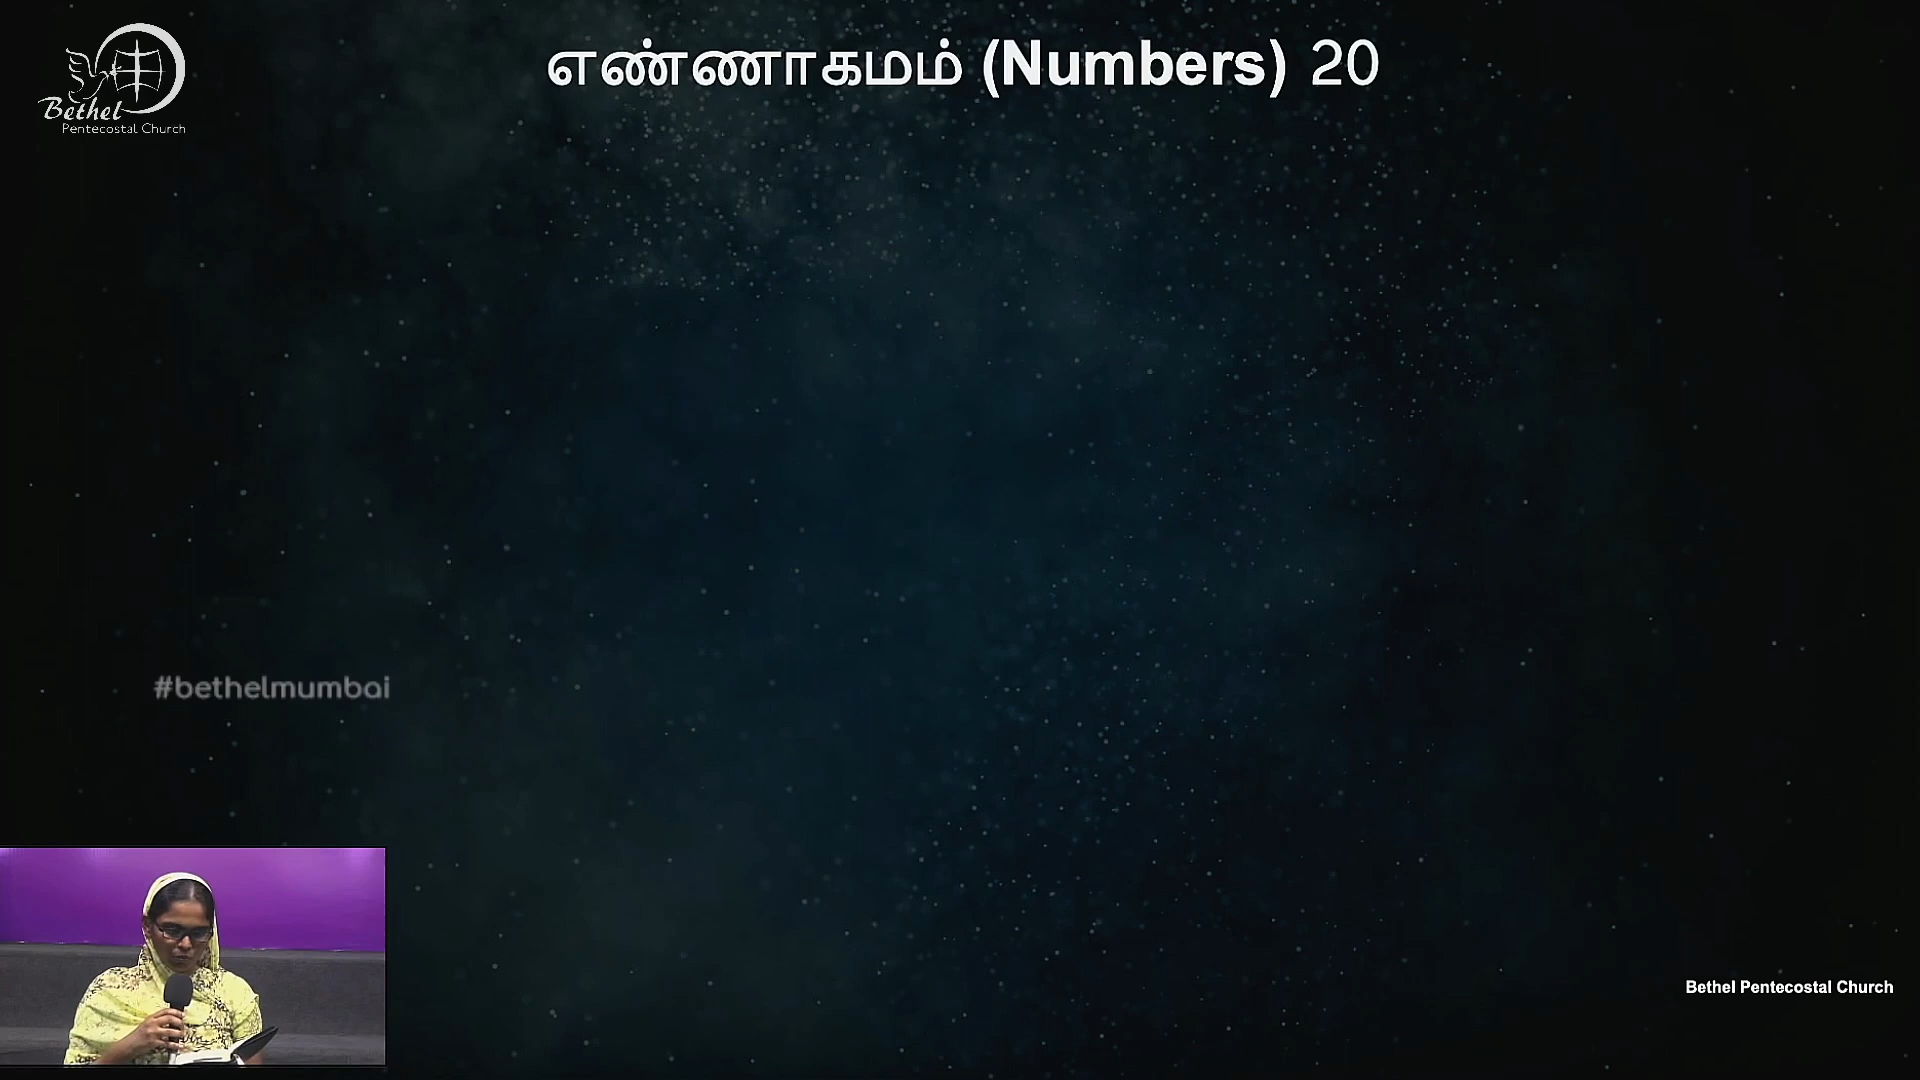 எண்ணாகமம் (Numbers) 20
Bethel
Pentecostal Church
#bethelmumbai
Bethel Pentecostal Church